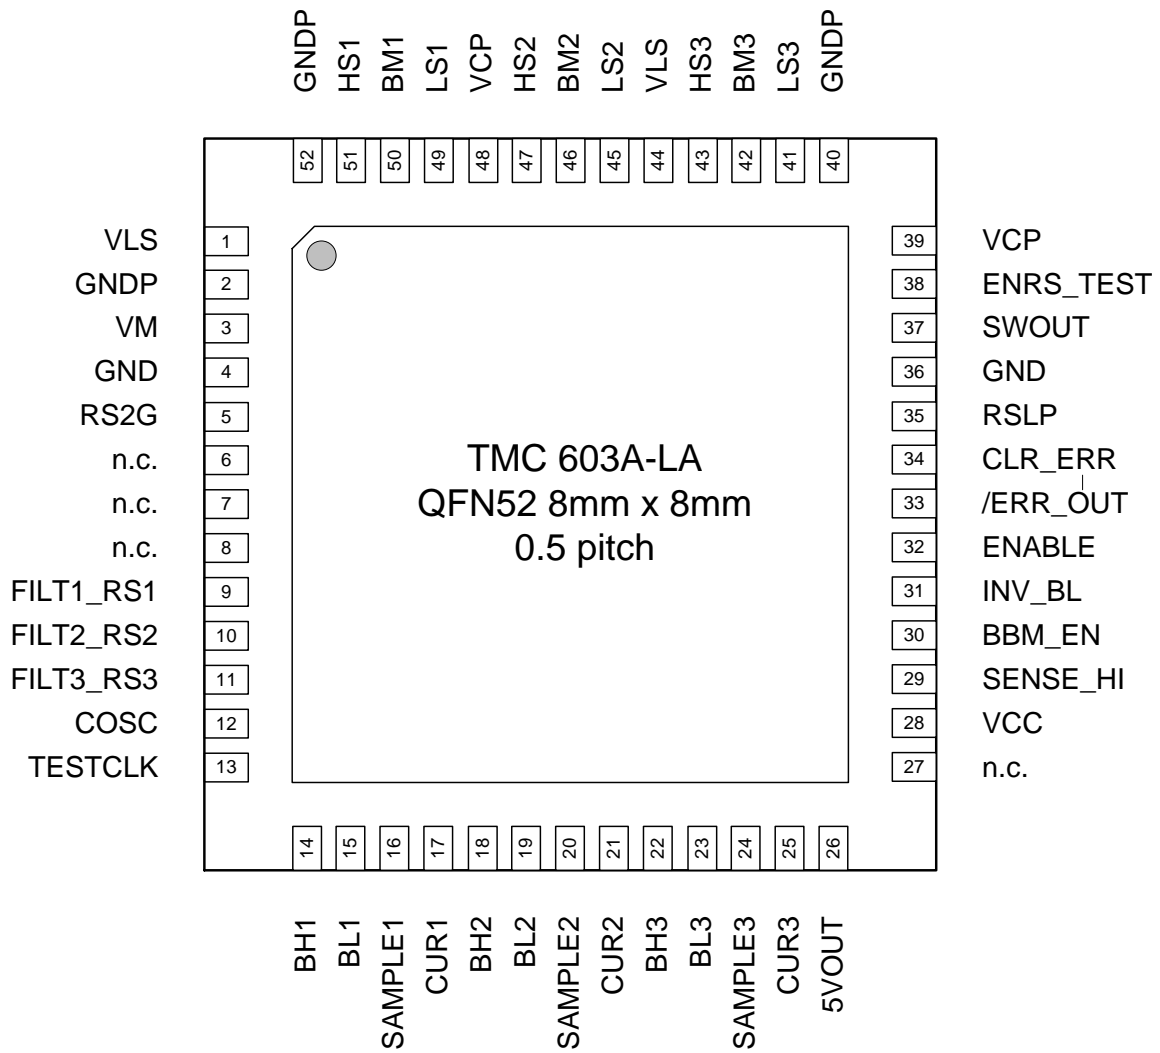 GNDP
HS1
BM1
LS1
VCP
HS2
BM2
LS2
VLS
HS3
BM3
LS3
GNDP
52
51
50
49
48
47
46
45
44
43
42
41
40
VLS 1
GNDP 2
VM 3
GND 4
RS2G 5
n.c. 6
n.c. 7
n.c. 8
FILT1_RS1 9
FILT2_RS2 10
FILT3_RS3 11
COSC 12
TESTCLK 13
TMC 603A-LA
QFN52 8mm x 8mm
0.5 pitch
39 VCP
38 ENRS_TEST
37 SWOUT
36 GND
35 RSLP
34 CLR_ERR
33 /ERR_OUT
32 ENABLE
31 INV_BL
30 BBM_EN
29 SENSE_HI
28 VCC
27 n.c.
14
15
16
17
18
19
20
21
22
23
24
25
26
BH1
BL1
SAMPLE1
CUR1
BH2
BL2
SAMPLE2
CUR2
BH3
BL3
SAMPLE3
CUR3
5VOUT